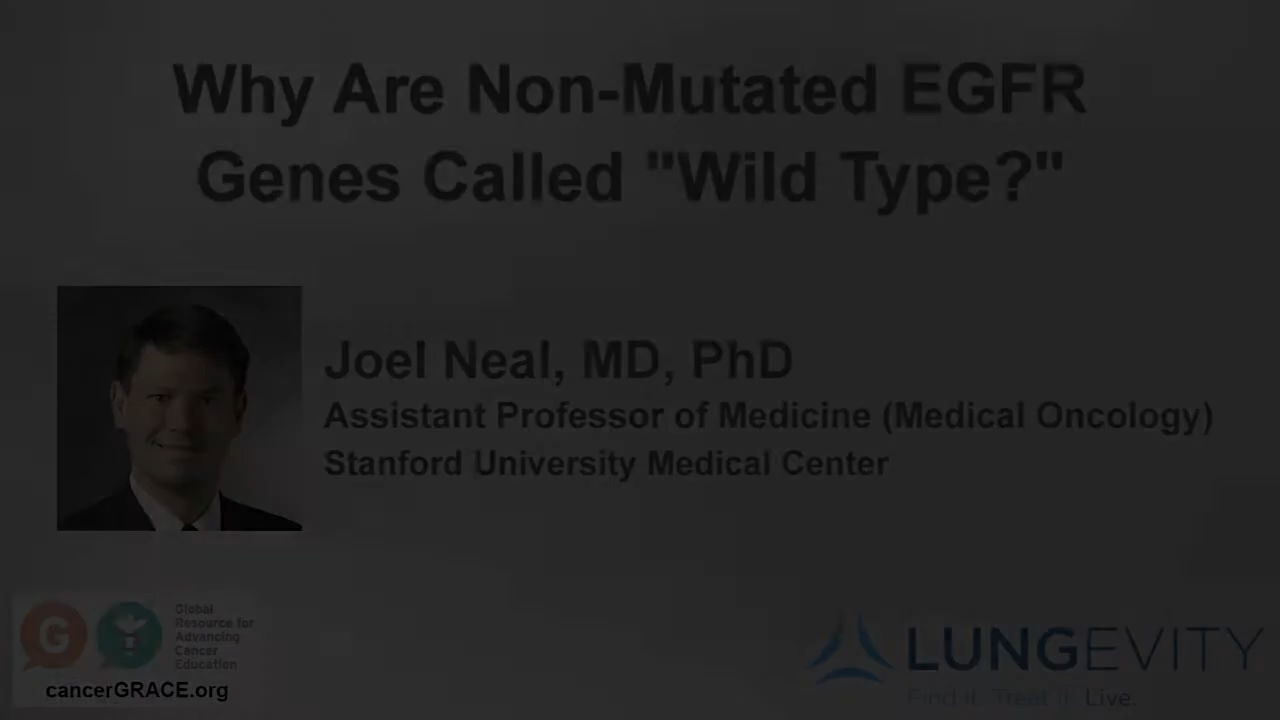 Why Are Non-Mutated EGFR
Genes Called "Wild Type?"
Joel Neal, MD, PhD
Assistant Professor of Medicine (Medical Oncology)
Stanford University Medical Center
G
Global
Resource for
Advancing
Cancer
Education
cancerGRACE.org
LUNGEVITY
Find It. Treat It. Live.